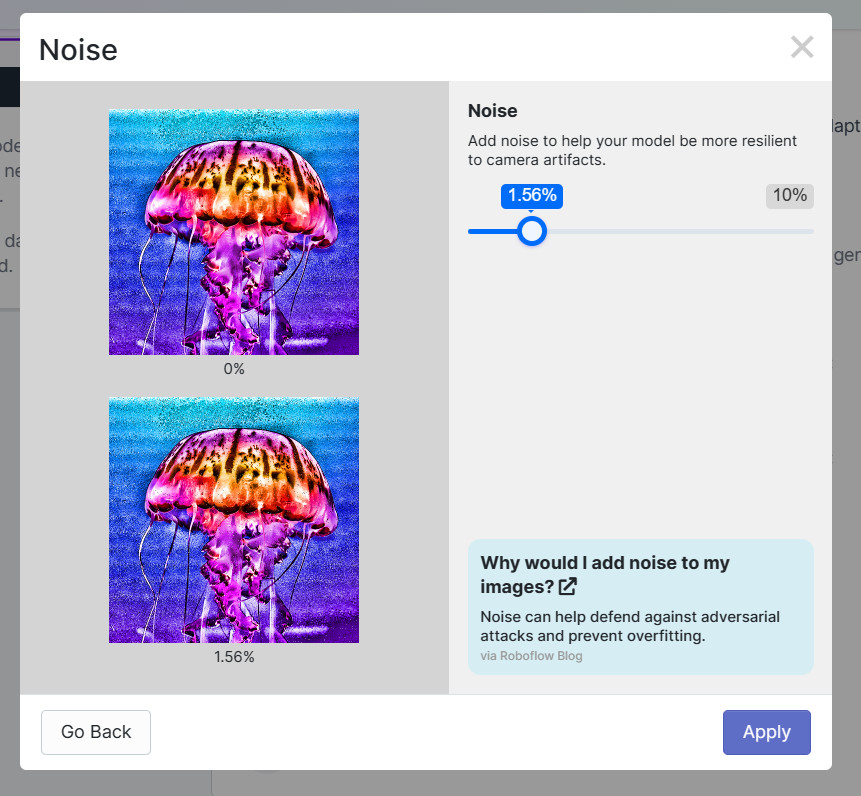 Noise
0%
1.56%
Noise
Add noise to help your model be more resilient
to camera artifacts.
1.56%
10%
Why would I add noise to my
images?
Noise can help defend against adversarial
attacks and prevent overfitting.
via Roboflow Blog
Go Back
Apply